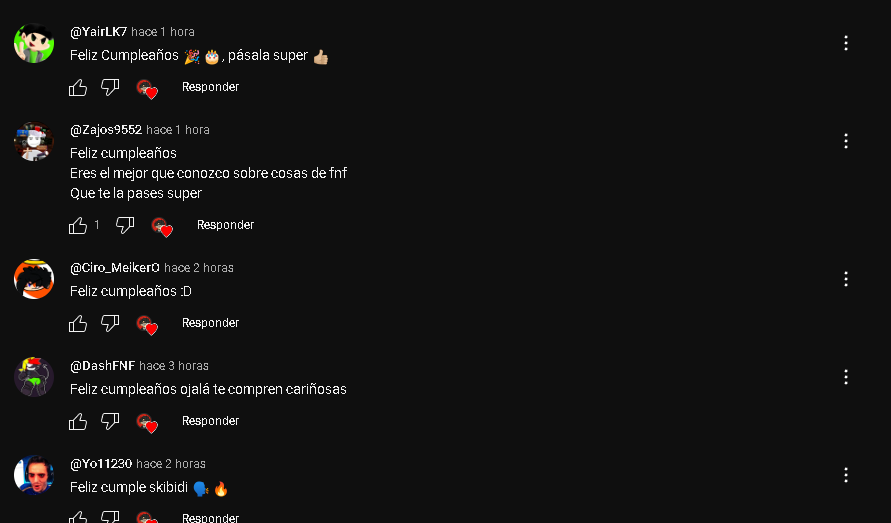 @YairLK7 hace 1 hora
Feliz Cumpleaños 🎉 🎂, pásala super 👍🏼
Responder
@Zajos9552 hace 1 hora
Feliz cumpleaños
Eres el mejor que conozco sobre cosas de fnf
Que te la pases super
1
Responder
@Ciro_MeikerO hace 2 horas
Feliz cumpleaños :D
Responder
@DashFNF hace 3 horas
Feliz cumpleaños ojalá te compren cariñosas
Responder
@Yo11230 hace 2 horas
Feliz cumple skibidi 🗣️ 🔥
Responder